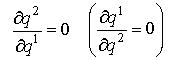 ∂q²/∂q¹ = 0 (∂q¹/∂q² = 0)